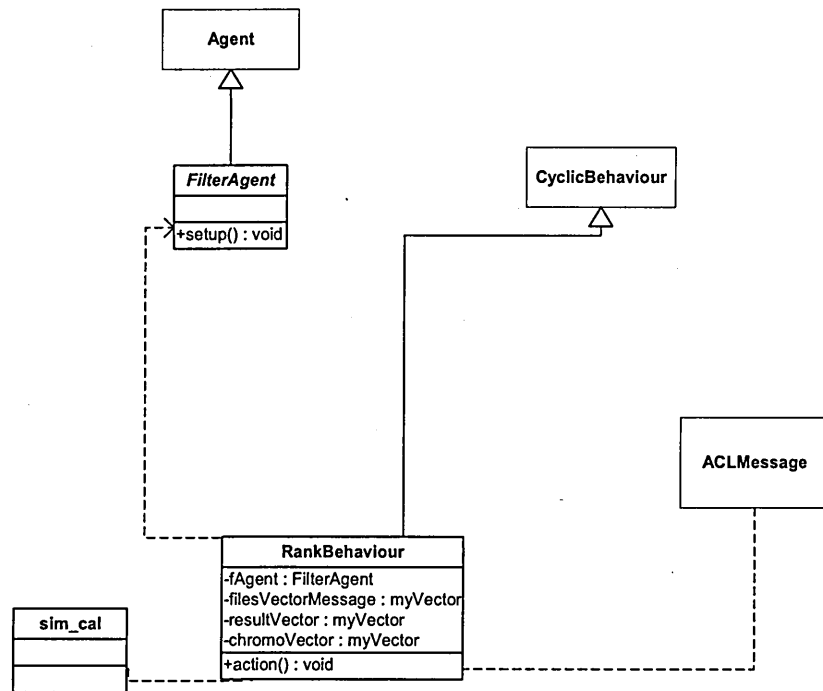 Agent
FilterAgent
+setup() : void
CyclicBehaviour
ACLMessage
RankBehaviour
-fAgent : FilterAgent
-filesVectorMessage : myVector
-resultVector : myVector
-chromoVector : myVector
+action() : void
sim_cal